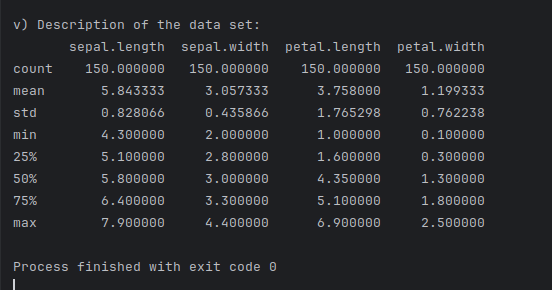 v) Description of the data set:
sepal.length sepal.width petal.length petal.width
count 150.000000 150.000000 150.000000 150.000000
mean 5.843333 3.057333 3.758000 1.199333
std 0.828066 0.435866 1.765298 0.762238
min 4.300000 2.000000 1.000000 0.100000
25% 5.100000 2.800000 1.600000 0.300000
50% 5.800000 3.000000 4.350000 1.300000
75% 6.400000 3.300000 5.100000 1.800000
max 7.900000 4.400000 6.900000 2.500000
Process finished with exit code 0